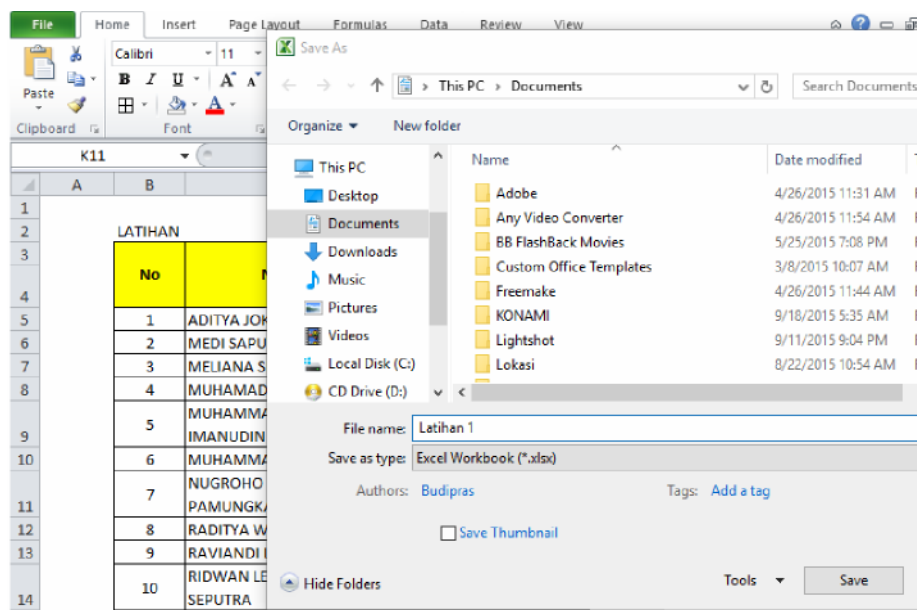 File Home Insert Page Layout Formulas Data Review View
Save As
Calibri 11
This PC > Documents
Search Documents
Paste
B I U A A
Clipboard Font
Organize New folder
K11
Name Date modified
This PC
A B
Desktop
Adobe 4/26/2015 11:31 AM
1
Documents
Any Video Converter 4/26/2015 11:54 AM
2 LATIHAN
Downloads
BB FlashBack Movies 5/25/2015 7:08 PM
3
Music
Custom Office Templates 3/8/2015 10:07 AM
No
4
Pictures
Freemake 4/26/2015 11:44 AM
5 1 ADITYA
KONAMI 9/18/2015 5:35 AM
6 2 MEDI
Videos
Lightshot 9/11/2015 9:04 PM
7 3 MELIANA
Local Disk (C:)
Lokasi 8/22/2015 10:54 AM
8 4 MUHAMAD
CD Drive (D:)
5
9 IMANUDIN
File name: Latihan 1
10 6
Save as type: Excel Workbook (*.xlsx)
7 NUGROHO
11
Authors: Budipras Tags: Add a tag
12 8 RADITYA
Save Thumbnail
13 9 RAVIANDI
10 RIDWAN
14 SEPUTRA
Hide Folders Tools Save